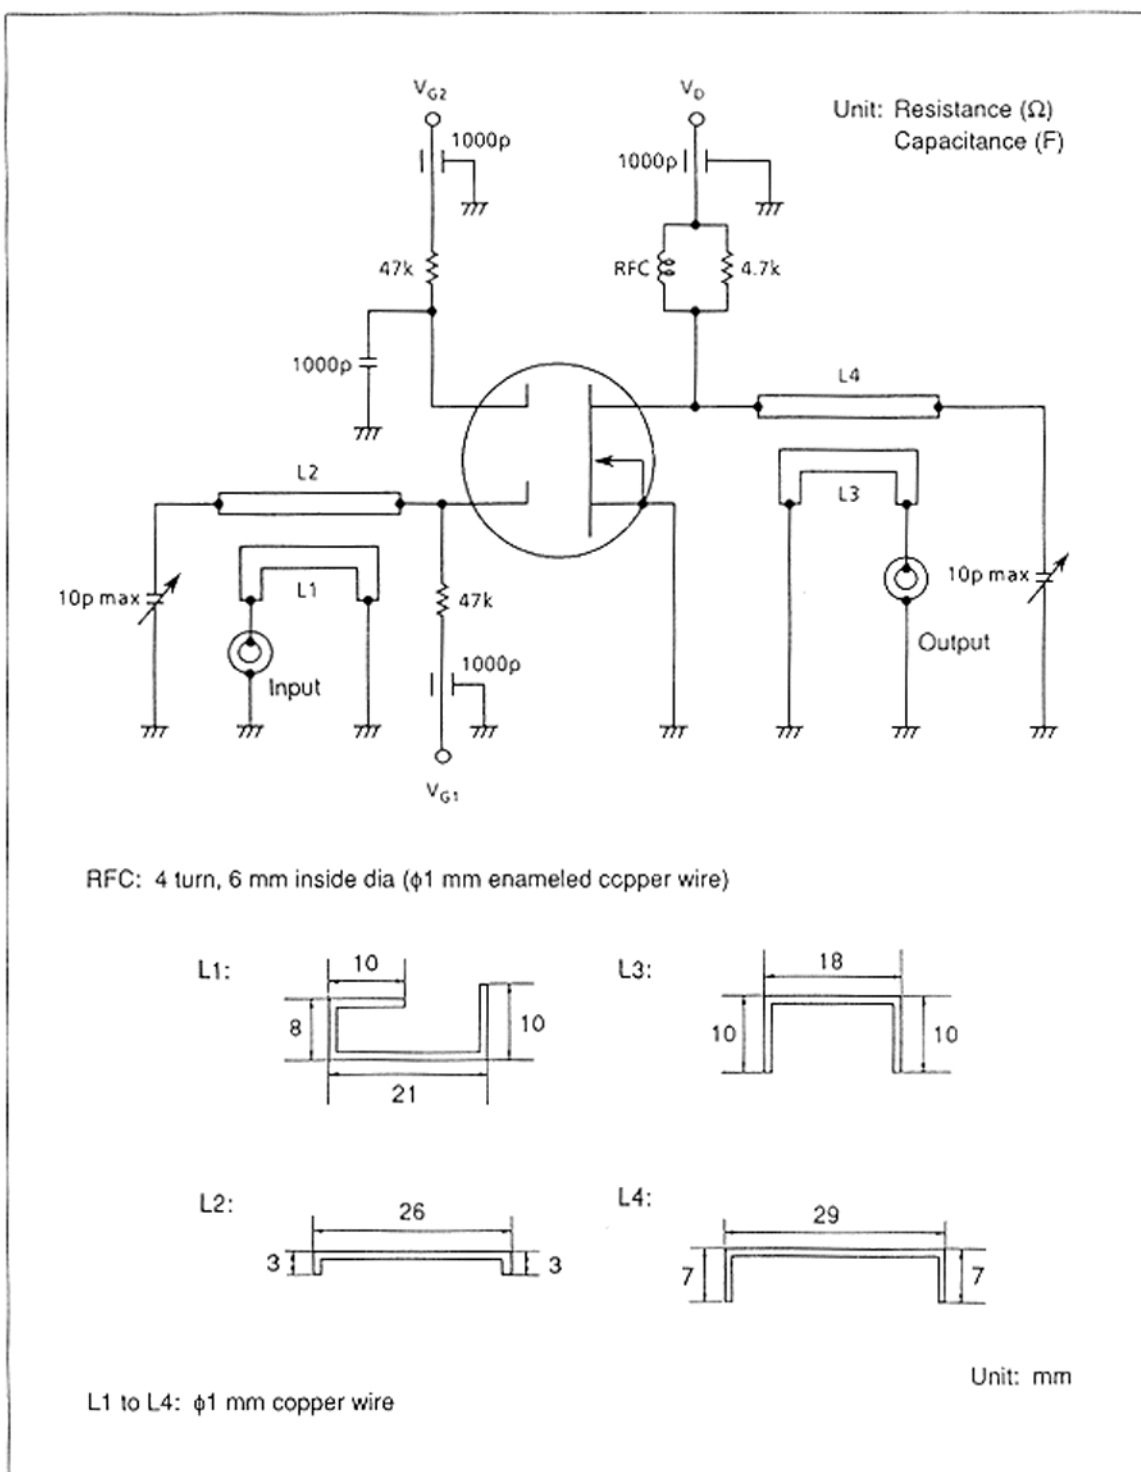 V_G2
V_D
Unit: Resistance (Ω)
Capacitance (F)
1000p
1000p
47k
RFC
4.7k
1000p
L4
L2
L3
10p max
L1
47k
10p max
Output
1000p
Input
V_G1
RFC: 4 turn, 6 mm inside dia (ϕ1 mm enameled copper wire)
L1:
10
8
10
21
L3:
18
10
10
L2:
26
3
3
L4:
29
7
7
Unit: mm
L1 to L4: ϕ1 mm copper wire